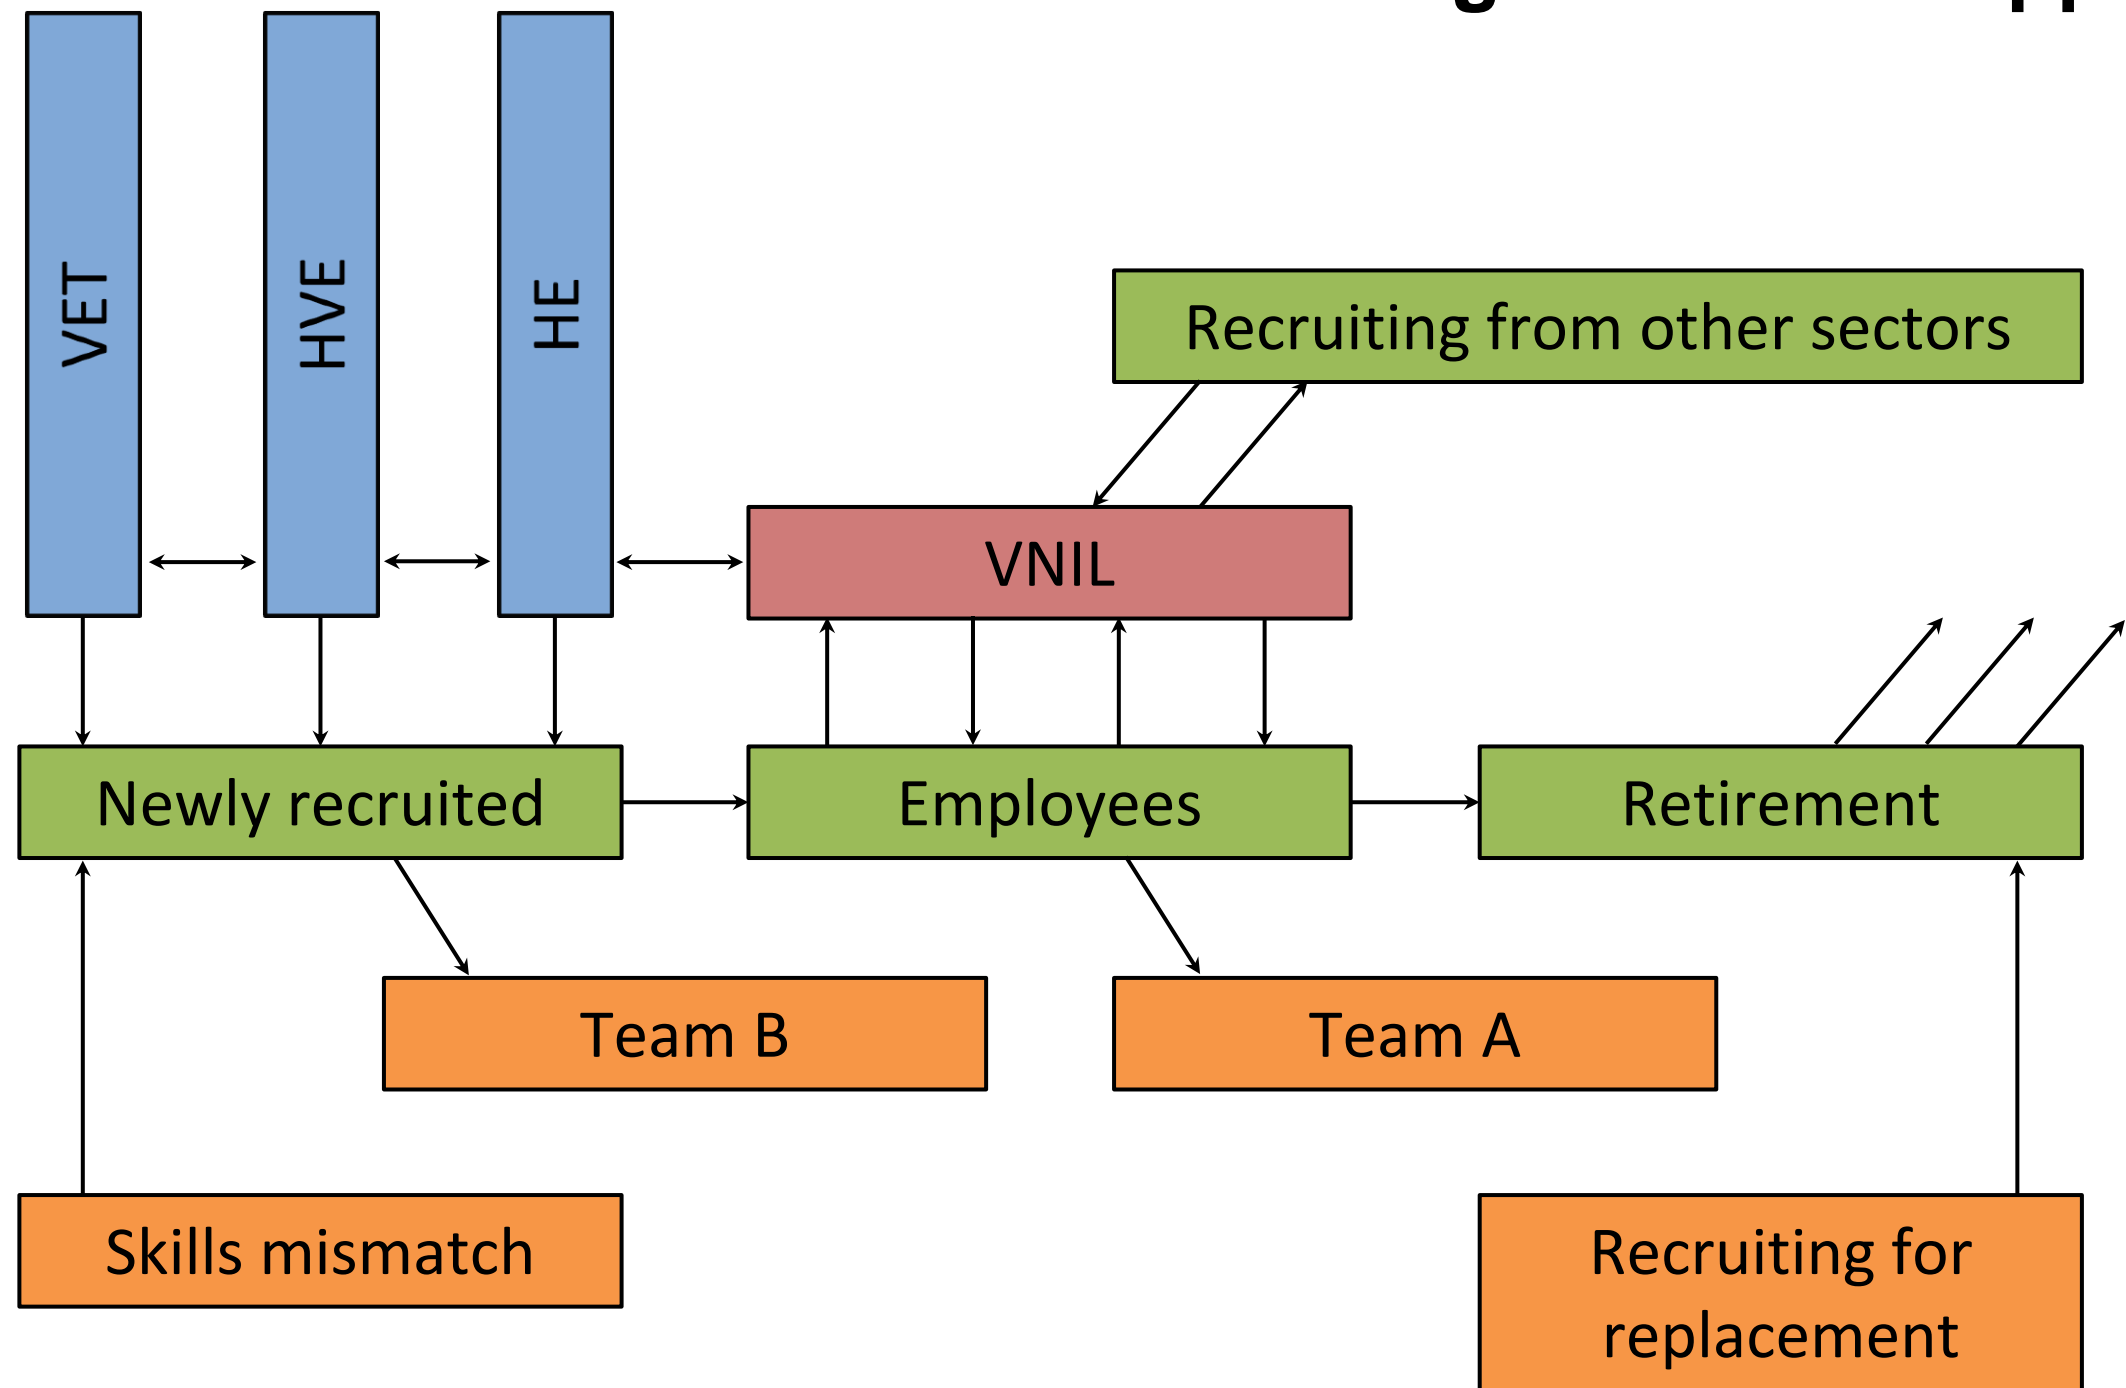 VET
HVE
HE
Recruiting from other sectors
VNIL
Newly recruited
Employees
Retirement
Team B
Team A
Skills mismatch
Recruiting for
replacement